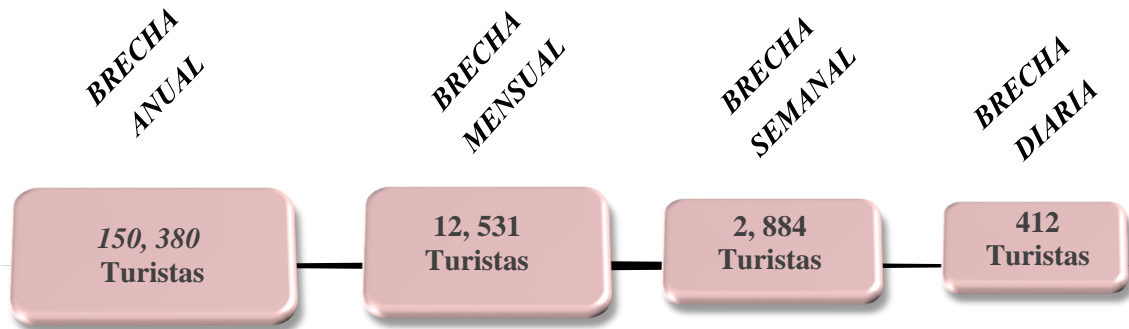 BRECHA
ANUAL
BRECHA
MENSUAL
BRECHA
SEMANAL
BRECHA
DIARIA
150, 380
Turistas
12, 531
Turistas
2, 884
Turistas
412
Turistas